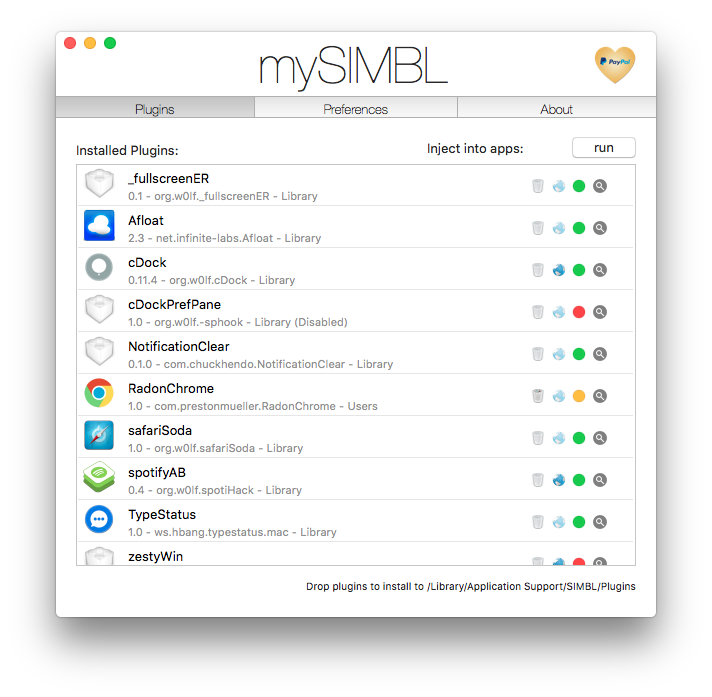 mySIMBL
PayPal
Plugins
Preferences
About
Installed Plugins:
Inject into apps:
run
_fullscreenER
0.1 - org.w0lf._fullscreenER - Library
Afloat
2.3 - net.infinite-labs.Afloat - Library
cDock
0.11.4 - org.w0lf.cDock - Library
cDockPrefPane
1.0 - org.w0lf.-sphook - Library (Disabled)
NotificationClear
0.1.0 - com.chuckhendo.NotificationClear - Library
RadonChrome
1.0 - com.prestonmueller.RadonChrome - Users
safariSoda
1.0 - org.w0lf.safariSoda - Library
spotifyAB
0.4 - org.w0lf.spotiHack - Library
TypeStatus
1.0 - ws.hbang.typestatus.mac - Library
zestyWin
Drop plugins to install to /Library/Application Support/SIMBL/Plugins